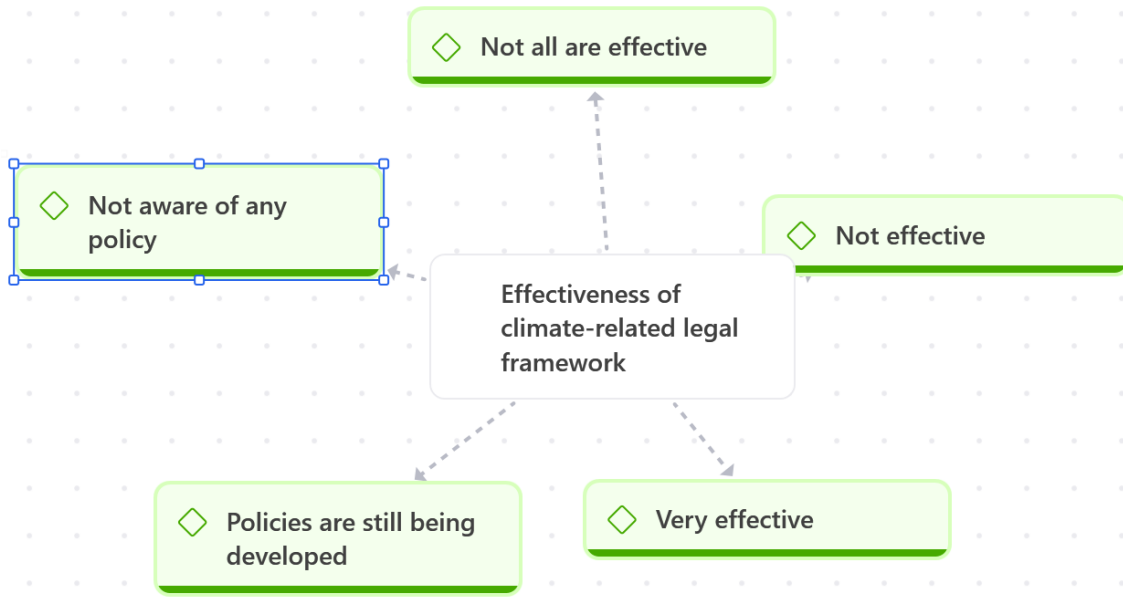 Not all are effective
Not aware of any
policy
Not effective
Effectiveness of
climate-related legal
framework
Policies are still being
developed
Very effective